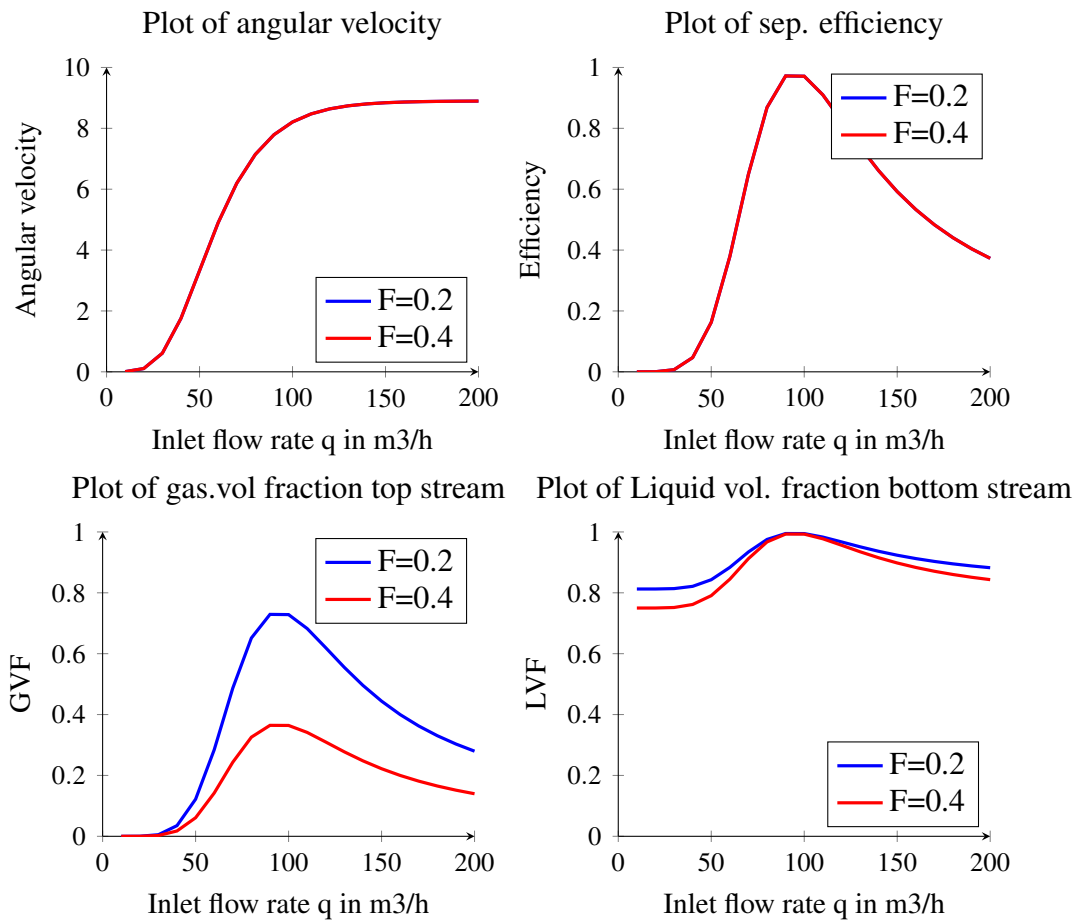 Plot of angular velocity
10
8
6
4
2
0
0
50
100
150
200
Angular velocity
Inlet flow rate q in m3/h
F=0.2
F=0.4
Plot of sep. efficiency
1
0.8
0.6
0.4
0.2
0
0
50
100
150
200
Efficiency
Inlet flow rate q in m3/h
F=0.2
F=0.4
Plot of gas.vol fraction top stream
1
0.8
0.6
0.4
0.2
0
0
50
100
150
200
GVF
Inlet flow rate q in m3/h
F=0.2
F=0.4
Plot of Liquid vol. fraction bottom stream
1
0.8
0.6
0.4
0.2
0
0
50
100
150
200
LVF
Inlet flow rate q in m3/h
F=0.2
F=0.4